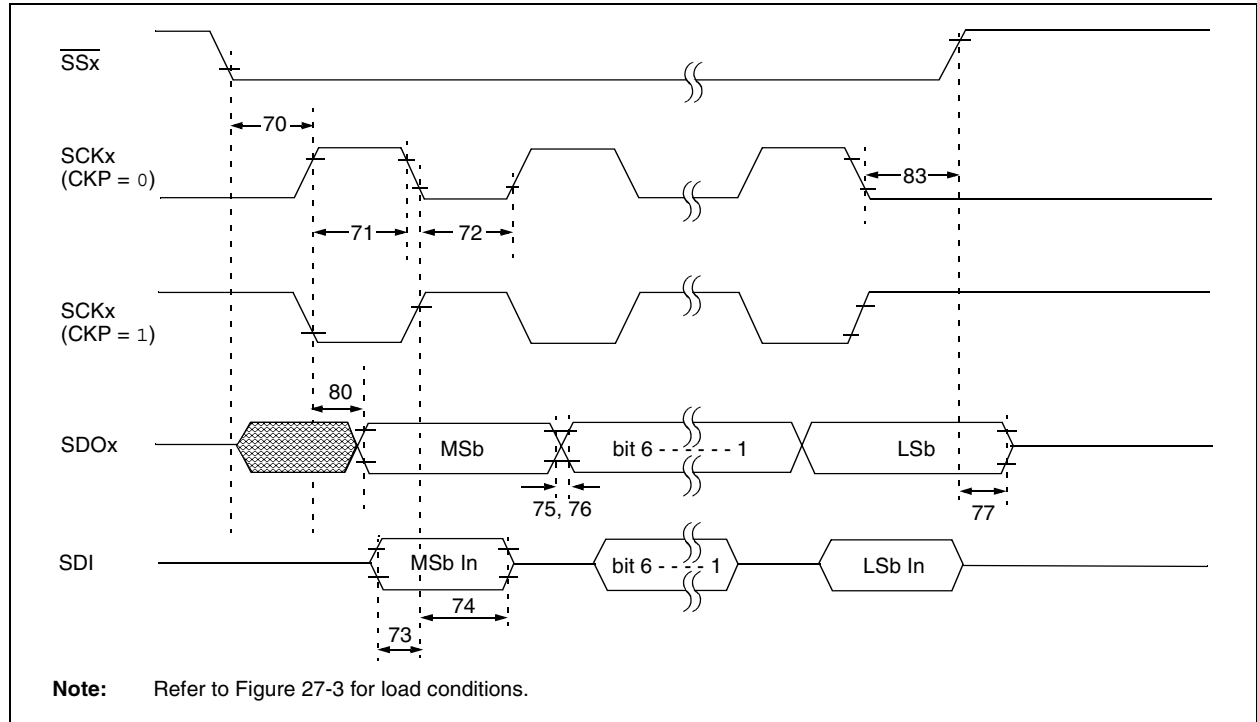 SSx
70
SCKx
(CKP = 0)
83
71
72
SCKx
(CKP = 1)
80
SDOx
MSb
bit 6 - - - - - - 1
LSb
75, 76
77
SDI
MSb In
bit 6 - - - - 1
LSb In
74
73
Note: Refer to Figure 27-3 for load conditions.